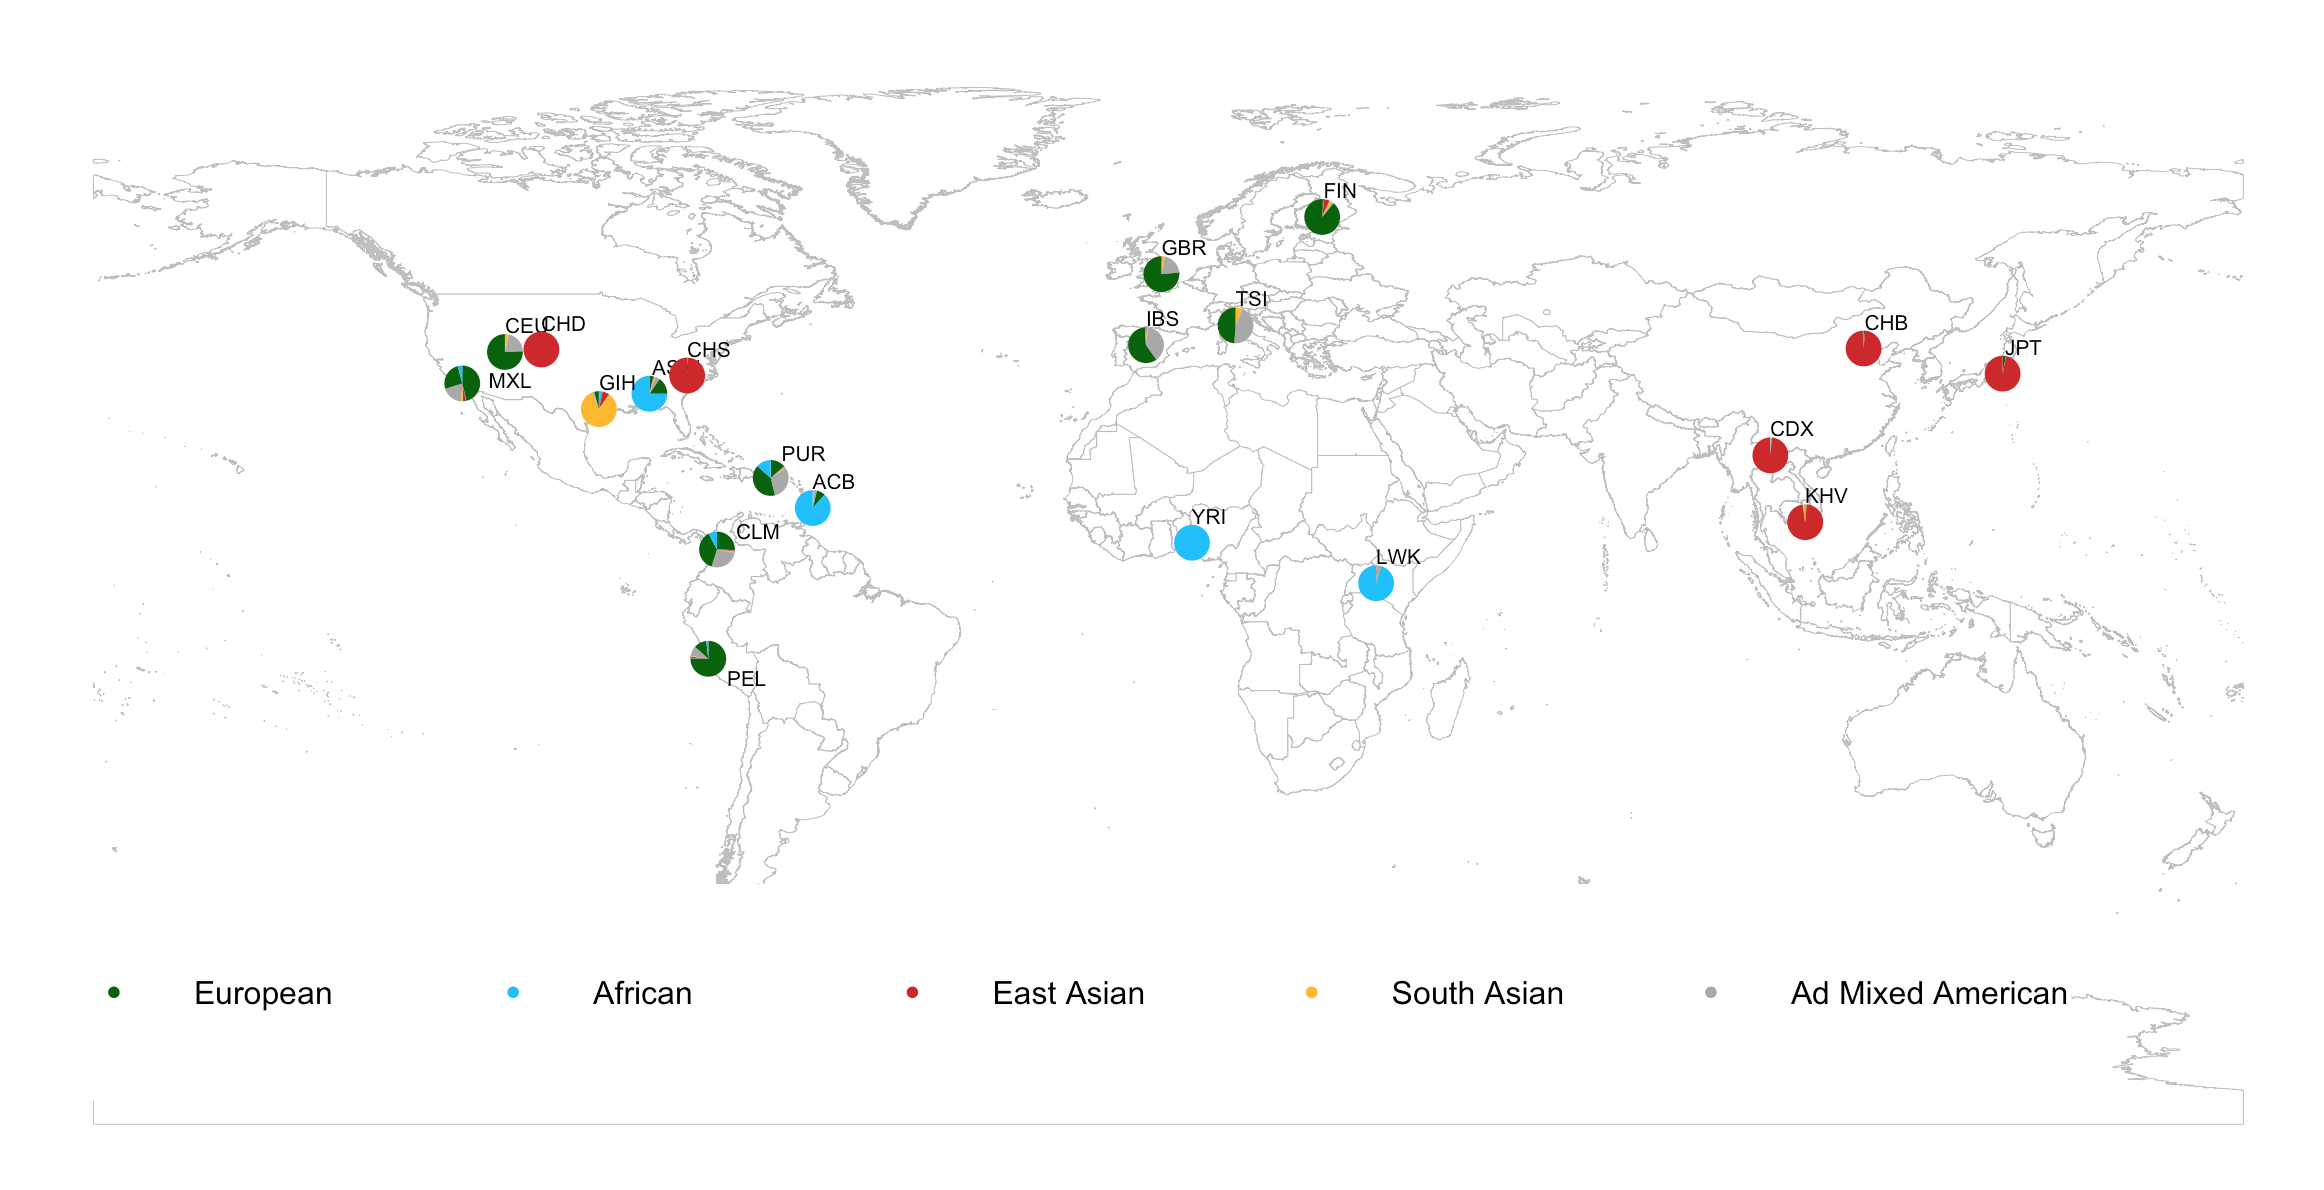 FIN
GBR
TSI
IBS
CEU
CHD
CHB
JPT
CHS
MXL
GIH
CDX
PUR
ACB
KHV
YRI
CLM
LWK
PEL
European
African
East Asian
South Asian
Ad Mixed American